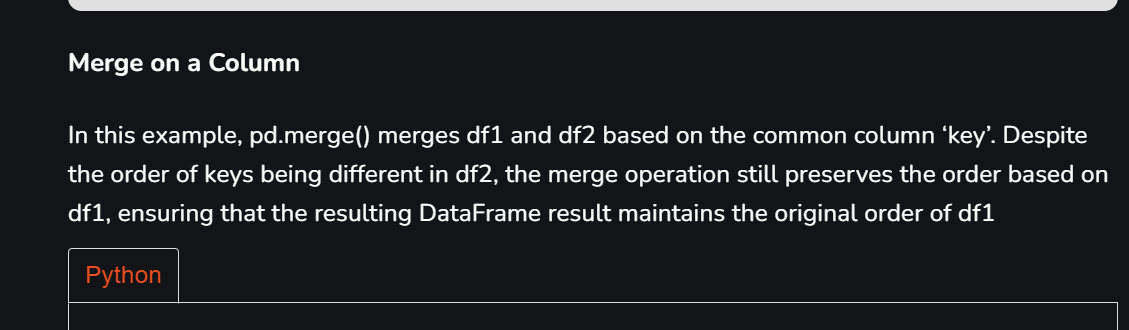 Merge on a Column
In this example, pd.merge() merges df1 and df2 based on the common column ‘key’. Despite
the order of keys being different in df2, the merge operation still preserves the order based on
df1, ensuring that the resulting DataFrame result maintains the original order of df1
Python